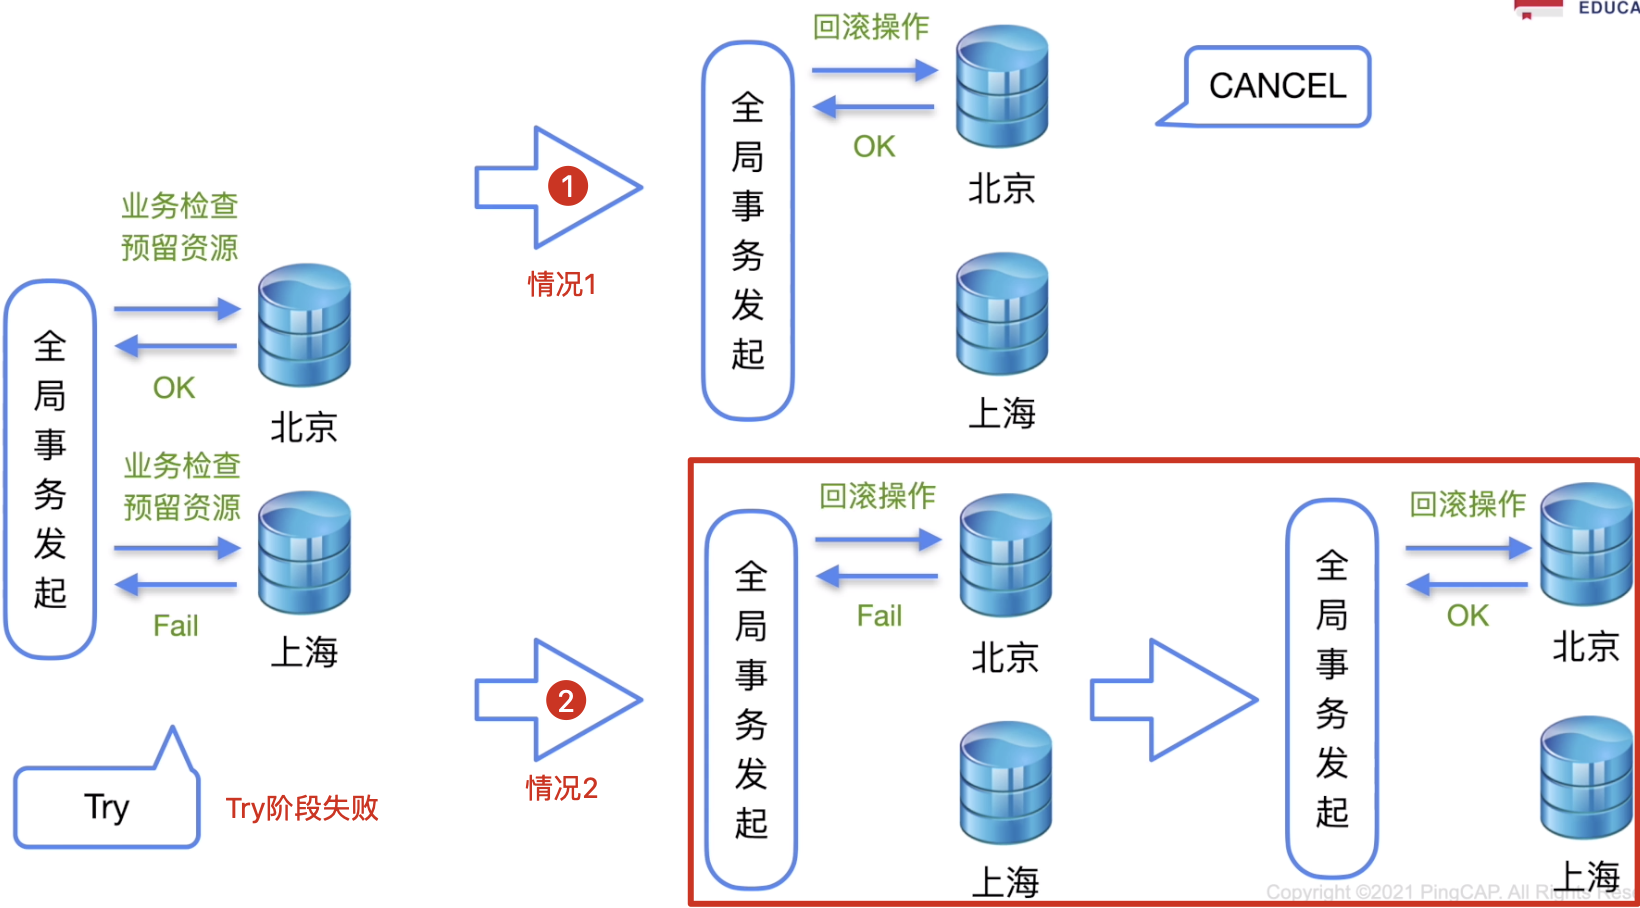 EDUCA
业务检查
预留资源
OK
北京
业务检查
预留资源
Fail
上海
全局事务发起
Try
Try阶段失败
1
情况1
全局事务发起
回滚操作
OK
北京
上海
CANCEL
2
情况2
全局事务发起
回滚操作
Fail
北京
上海
全局事务发起
回滚操作
OK
北京
上海
Copyright ©2021 PingCAP. All Rights Rese